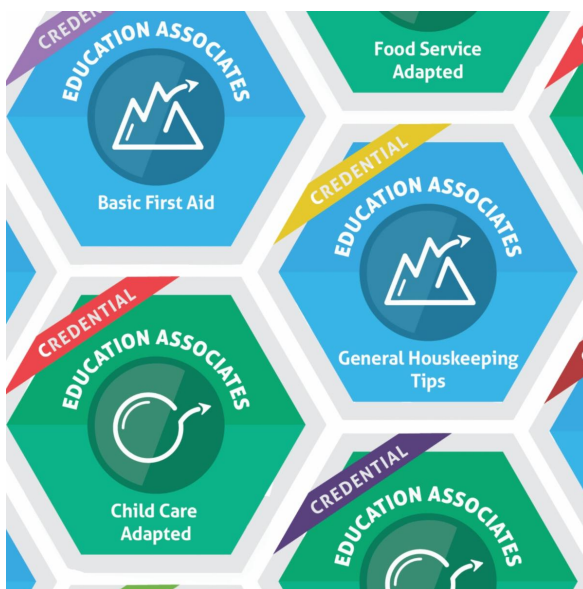 CREDEN
EDUCATION ASSOCIATES
Basic First Aid
Food Service
Adapted
CREDENTIAL
EDUCATION ASSOCIATES
General Houskeeping
Tips
CREDENTIAL
EDUCATION ASSOCIATES
Child Care
Adapted
CREDENTIAL
EDUCATION ASSOCIATES